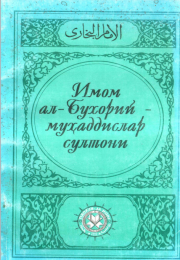 الإمام البخاري
Имом
ал-Бухорий -
муҳаддислар
султони